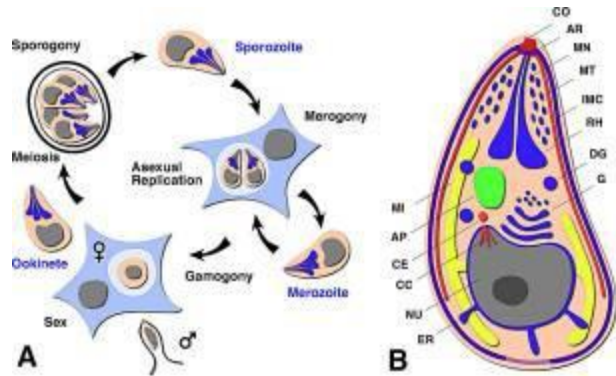 Sporogony
Sporozoite
Merogony
Meiosis
Asexual
Replication
Ookinete
♀
Gamogony
Merozoite
Sex
♂
A
CO
AR
MN
MT
IMC
RH
DG
G
MI
AP
CE
CC
NU
ER
B